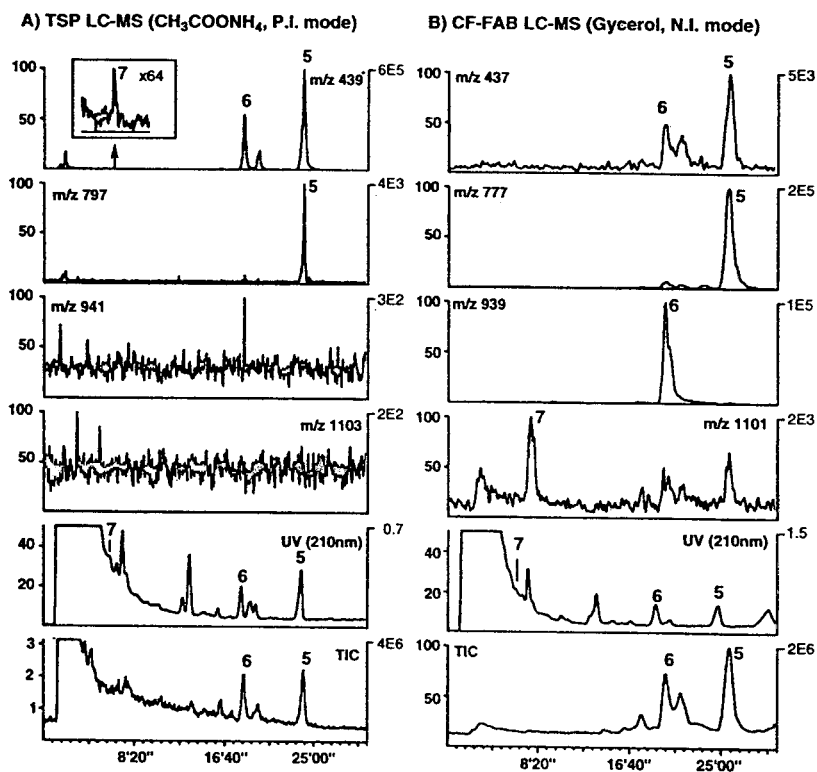 A) TSP LC-MS (CH₃COONH₄, P.I. mode)
100
50
7 x64
6
5
m/z 439
6E5
100
50
m/z 797
5
4E3
100
50
m/z 941
3E2
100
50
m/z 1103
2E2
40
20
7
6
5
UV (210nm)
0.7
3
2
1
6
5
TIC
4E6
8'20"
16'40"
25'00"
B) CF-FAB LC-MS (Gycerol, N.I. mode)
100
50
m/z 437
6
5
5E3
100
50
m/z 777
5
2E5
100
50
m/z 939
6
1E5
100
50
7
m/z 1101
2E3
40
20
7
6
5
UV (210nm)
1.5
100
50
TIC
6
5
2E6
8'20"
16'40"
25'00"